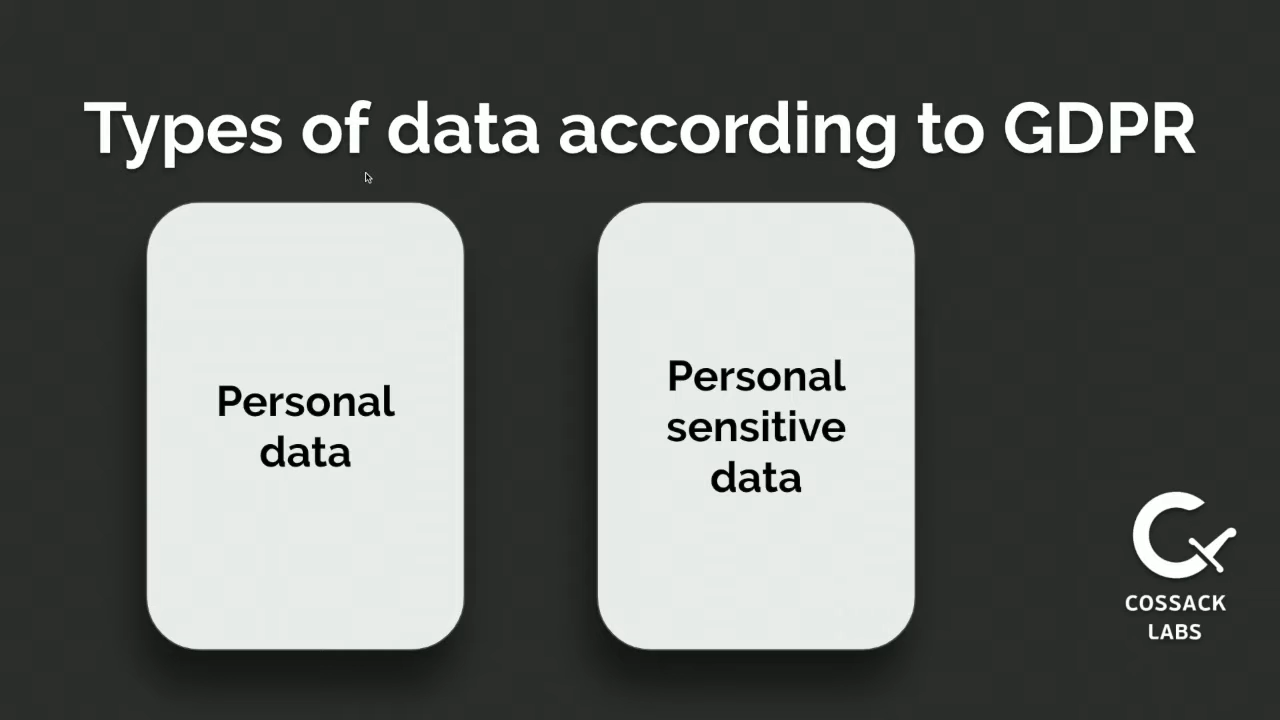 Types of data according to GDPR
Personal
data
Personal
sensitive
data
COSSACK
LABS